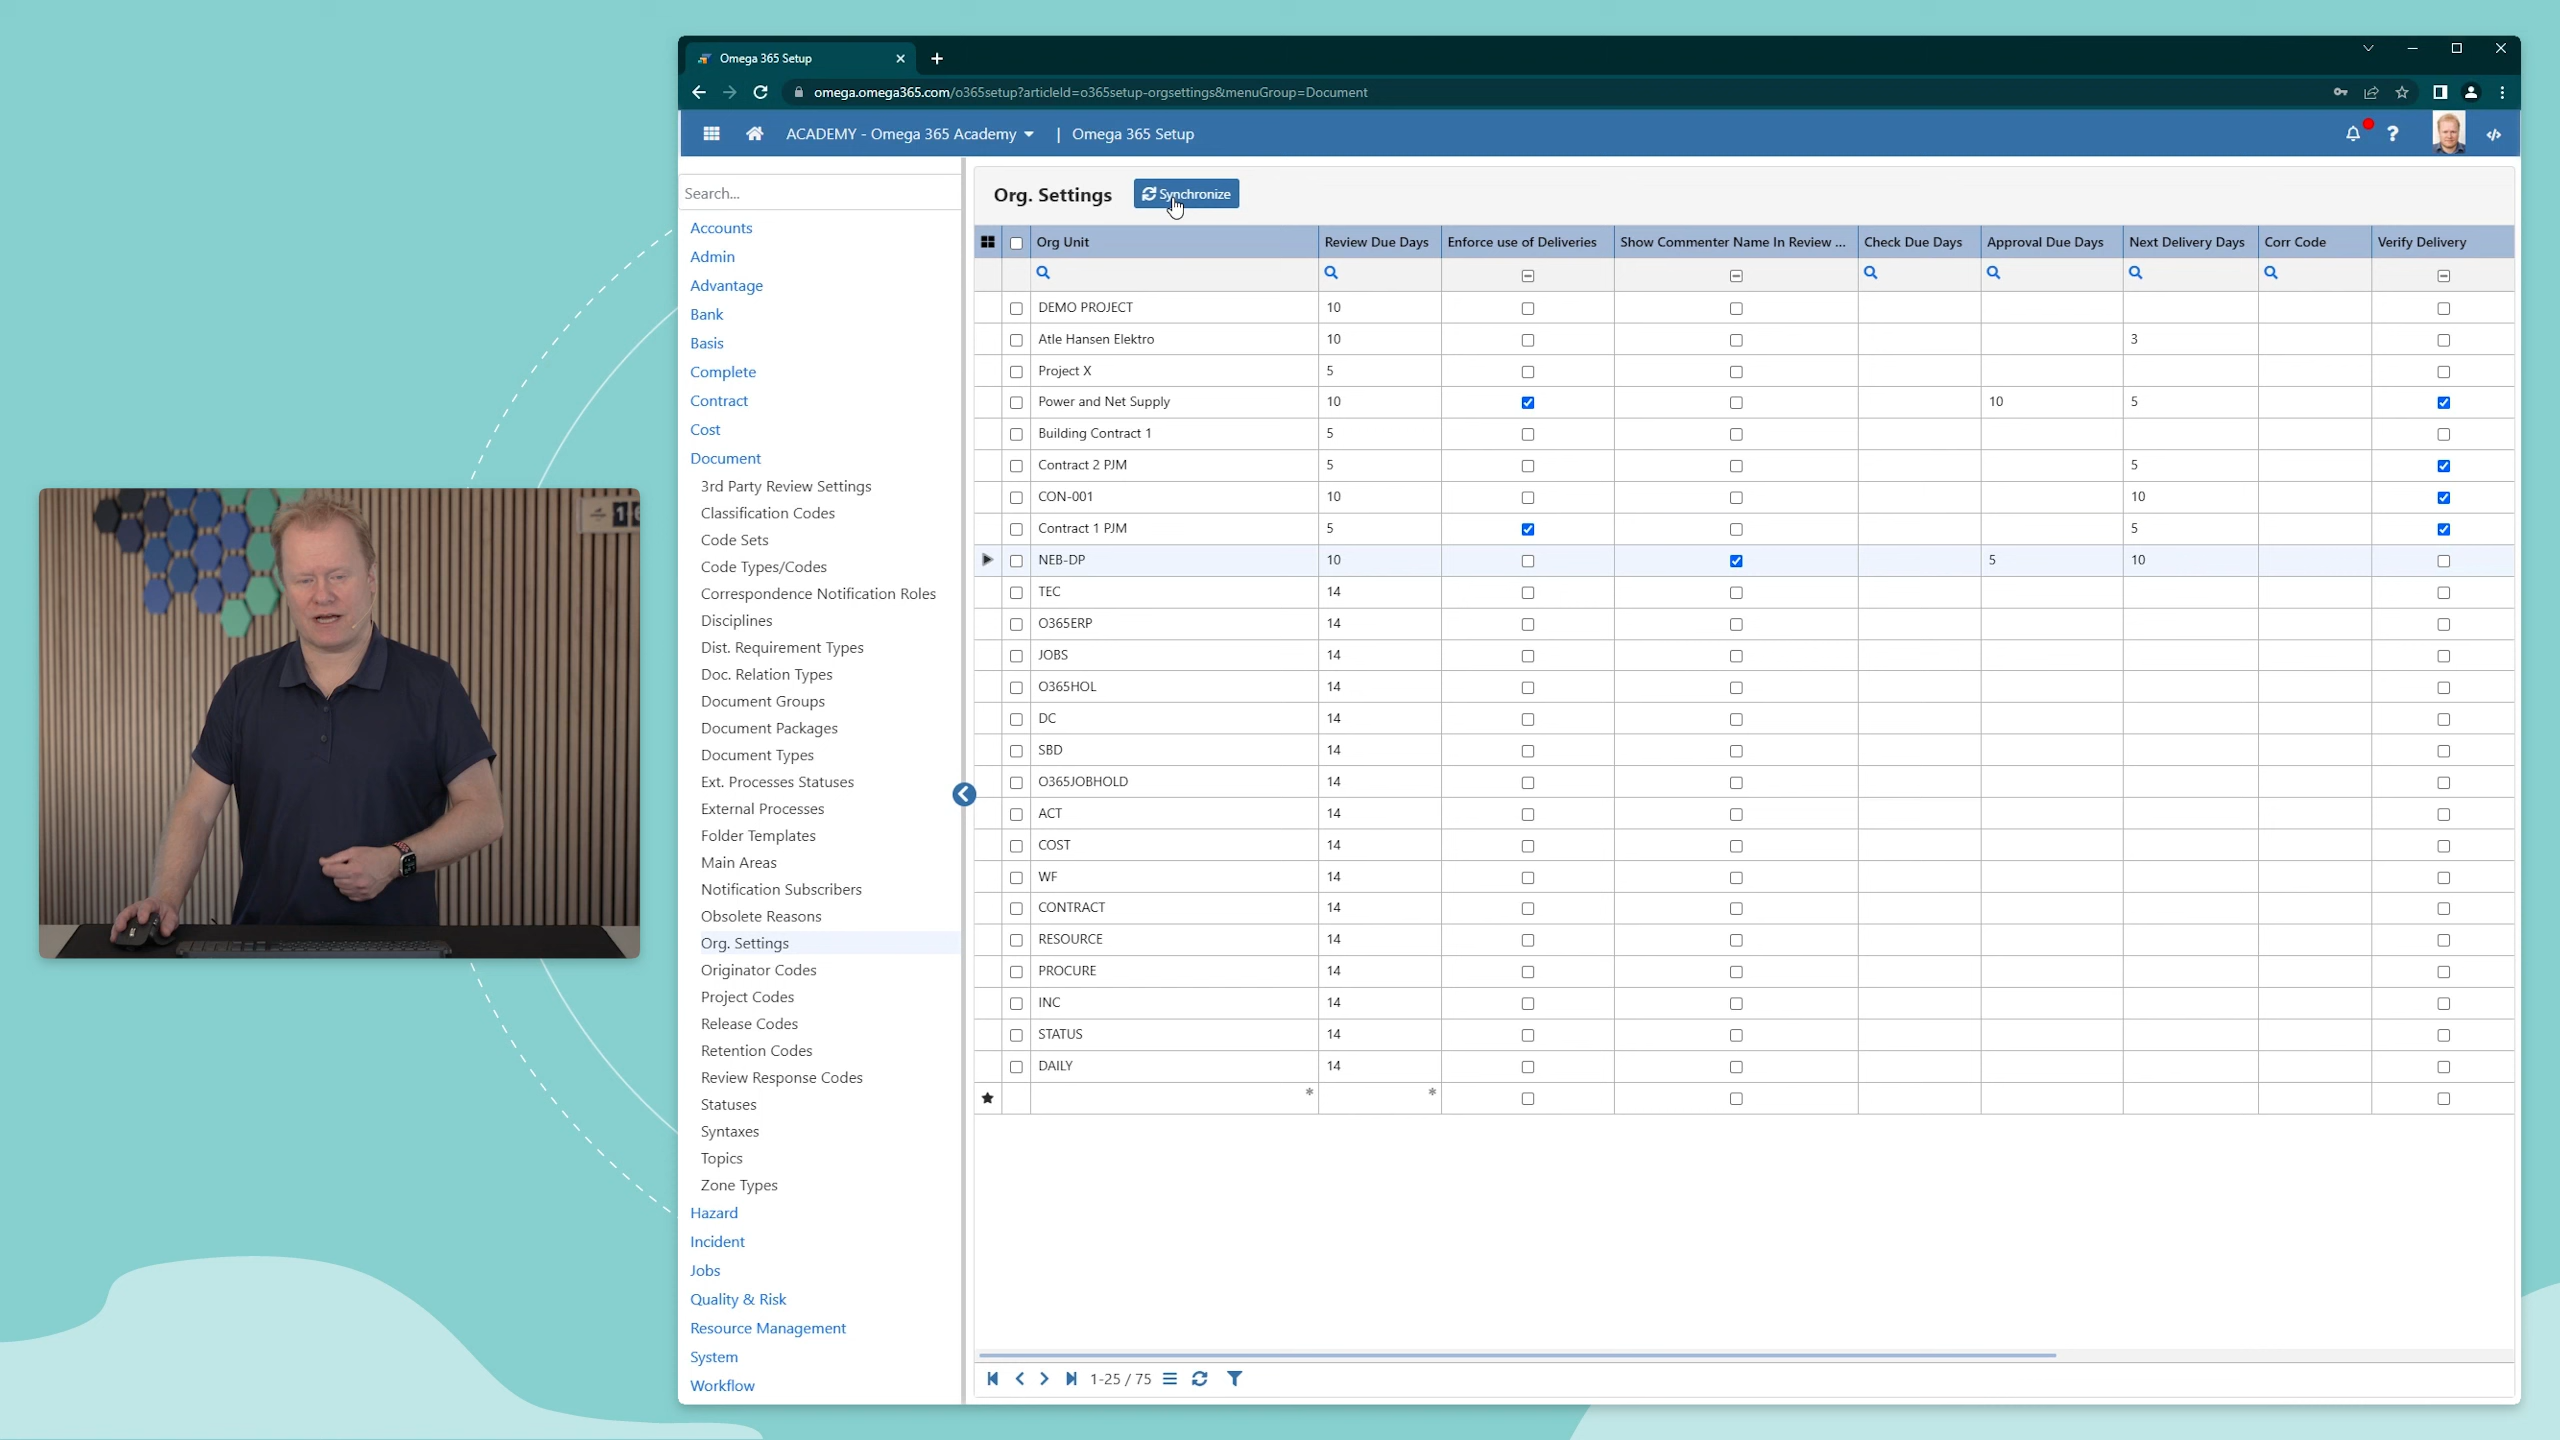 Omega 365 Setup
omega.omega365.com/o365setup?articleId=o365setup-orgsettings&menuGroup=Document
ACADEMY - Omega 365 Academy | Omega 365 Setup
Search...
Accounts
Admin
Advantage
Bank
Basis
Complete
Contract
Cost
Document
3rd Party Review Settings
Classification Codes
Code Sets
Code Types/Codes
Correspondence Notification Roles
Disciplines
Dist. Requirement Types
Doc. Relation Types
Document Groups
Document Packages
Document Types
Ext. Processes Statuses
External Processes
Folder Templates
Main Areas
Notification Subscribers
Obsolete Reasons
Org. Settings
Originator Codes
Project Codes
Release Codes
Retention Codes
Review Response Codes
Statuses
Syntaxes
Topics
Zone Types
Hazard
Incident
Jobs
Quality & Risk
Resource Management
System
Workflow
Org. Settings Synchronize
Org Unit Review Due Days Enforce use of Deliveries Show Commenter Name In Review ... Check Due Days Approval Due Days Next Delivery Days Corr Code Verify Delivery
DEMO PROJECT 10
Atle Hansen Elektro 10 3
Project X 5
Power and Net Supply 10 10 5
Building Contract 1 5
Contract 2 PJM 5 5
CON-001 10 10
Contract 1 PJM 5 5
NEB-DP 10 5 10
TEC 14
O365ERP 14
JOBS 14
O365HOL 14
DC 14
SBD 14
O365JOBHOLD 14
ACT 14
COST 14
WF 14
CONTRACT 14
RESOURCE 14
PROCURE 14
INC 14
STATUS 14
DAILY 14
* *
1-25 / 75